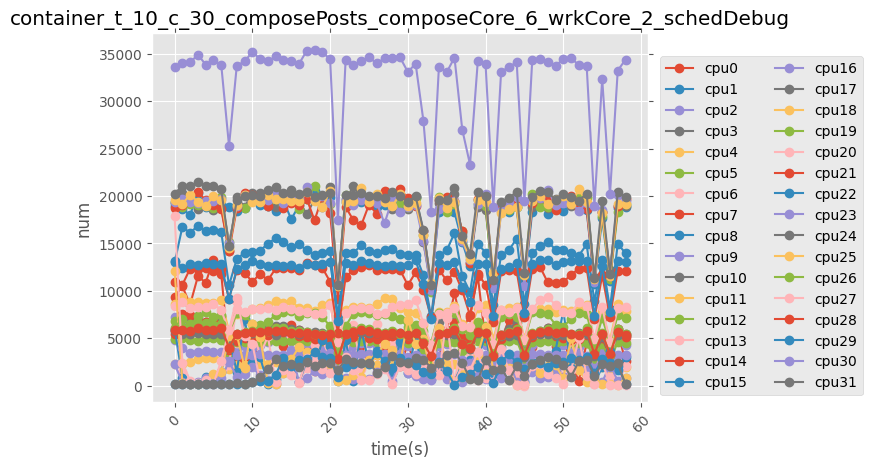 container_t_10_c_30_composePosts_composeCore_6_wrkCore_2_schedDebug
num
35000
30000
25000
20000
15000
10000
5000
0
0
10
20
30
40
50
60
time(s)
cpu0
cpu1
cpu2
cpu3
cpu4
cpu5
cpu6
cpu7
cpu8
cpu9
cpu10
cpu11
cpu12
cpu13
cpu14
cpu15
cpu16
cpu17
cpu18
cpu19
cpu20
cpu21
cpu22
cpu23
cpu24
cpu25
cpu26
cpu27
cpu28
cpu29
cpu30
cpu31